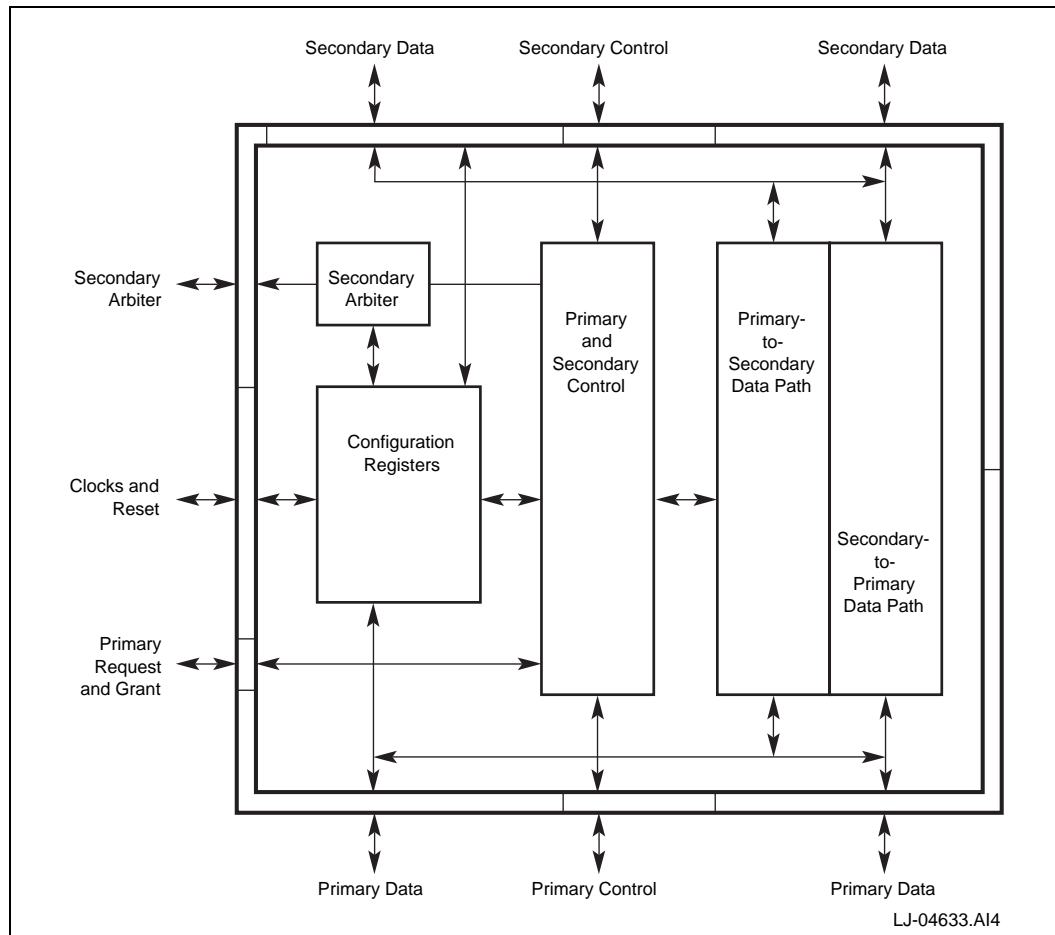 Secondary Data
Secondary Control
Secondary Data
Secondary
Arbiter
Secondary
Arbiter
Primary
and
Secondary
Control
Primary-
to-
Secondary
Data Path
Configuration
Registers
Clocks and
Reset
Secondary-
to-
Primary
Data Path
Primary
Request
and Grant
Primary Data
Primary Control
Primary Data
LJ-04633.AI4